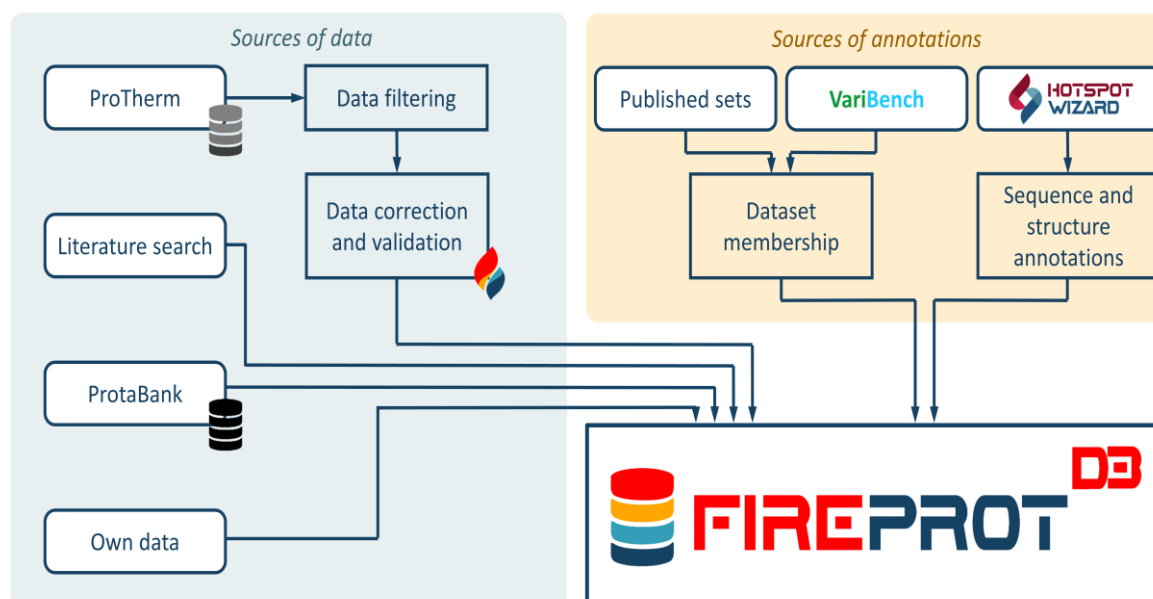 Sources of data
ProTherm
Data filtering
Data correction
and validation
Literature search
ProtaBank
Own data
Sources of annotations
Published sets
VariBench
HOTSPOT
WIZARD
Dataset
membership
Sequence and
structure
annotations
FIREPROT DB